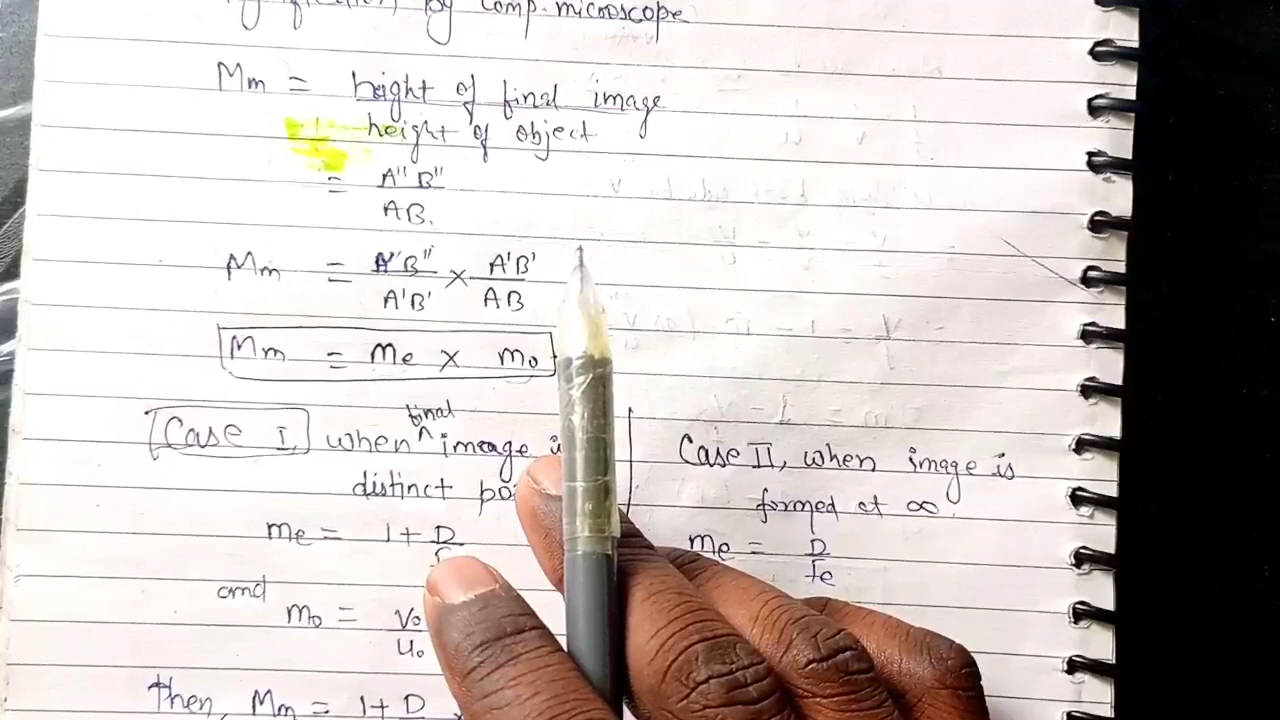 by comp. microscope
Mm = height of final image
height of object
= A"B"
AB.
Mm = A"B" × A'B'
A'B' AB
Mm = me × mo
Case I, when ^ image
final
distinct
me = 1 + D
and
mo = vo
uo
then, Mm = 1 + D
Case II, when image is
formed at ∞.
me = D
fe